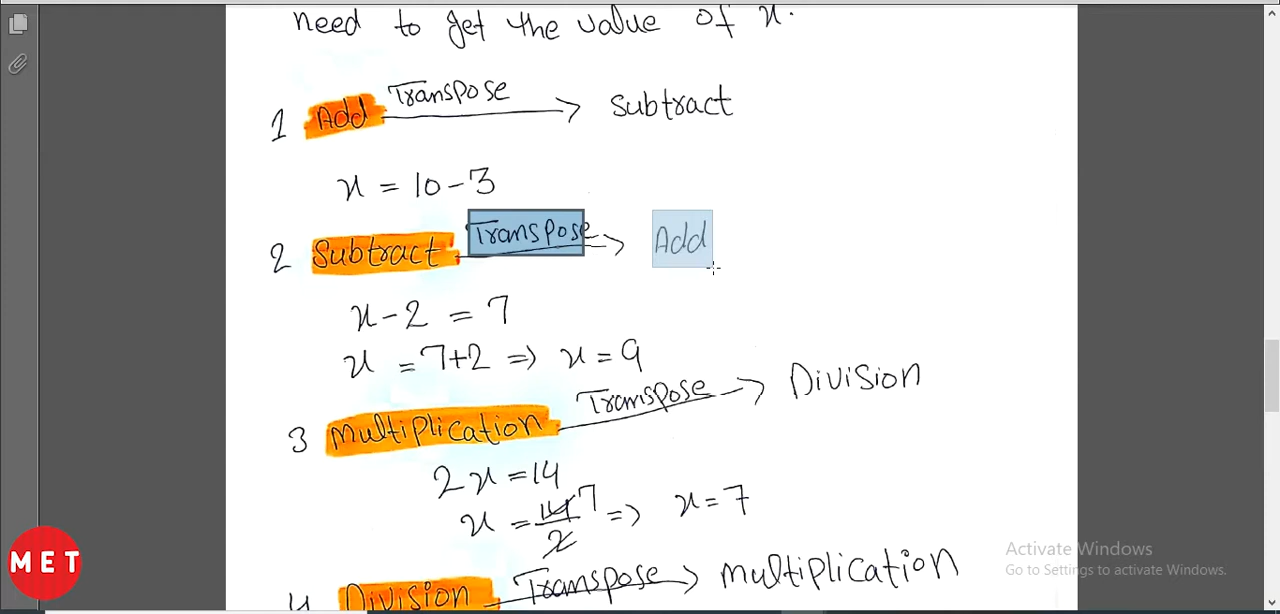 need to get the value of x.
1 Add Transpose → Subtract
x = 10 - 3
2 Subtract Transpose → Add
x - 2 = 7
x = 7+2 => x = 9
3 Multiplication Transpose → Division
2x = 14
x = 14/2 7 => x = 7
4 Division Transpose → multiplication
MET
Activate Windows
Go to Settings to activate Windows.